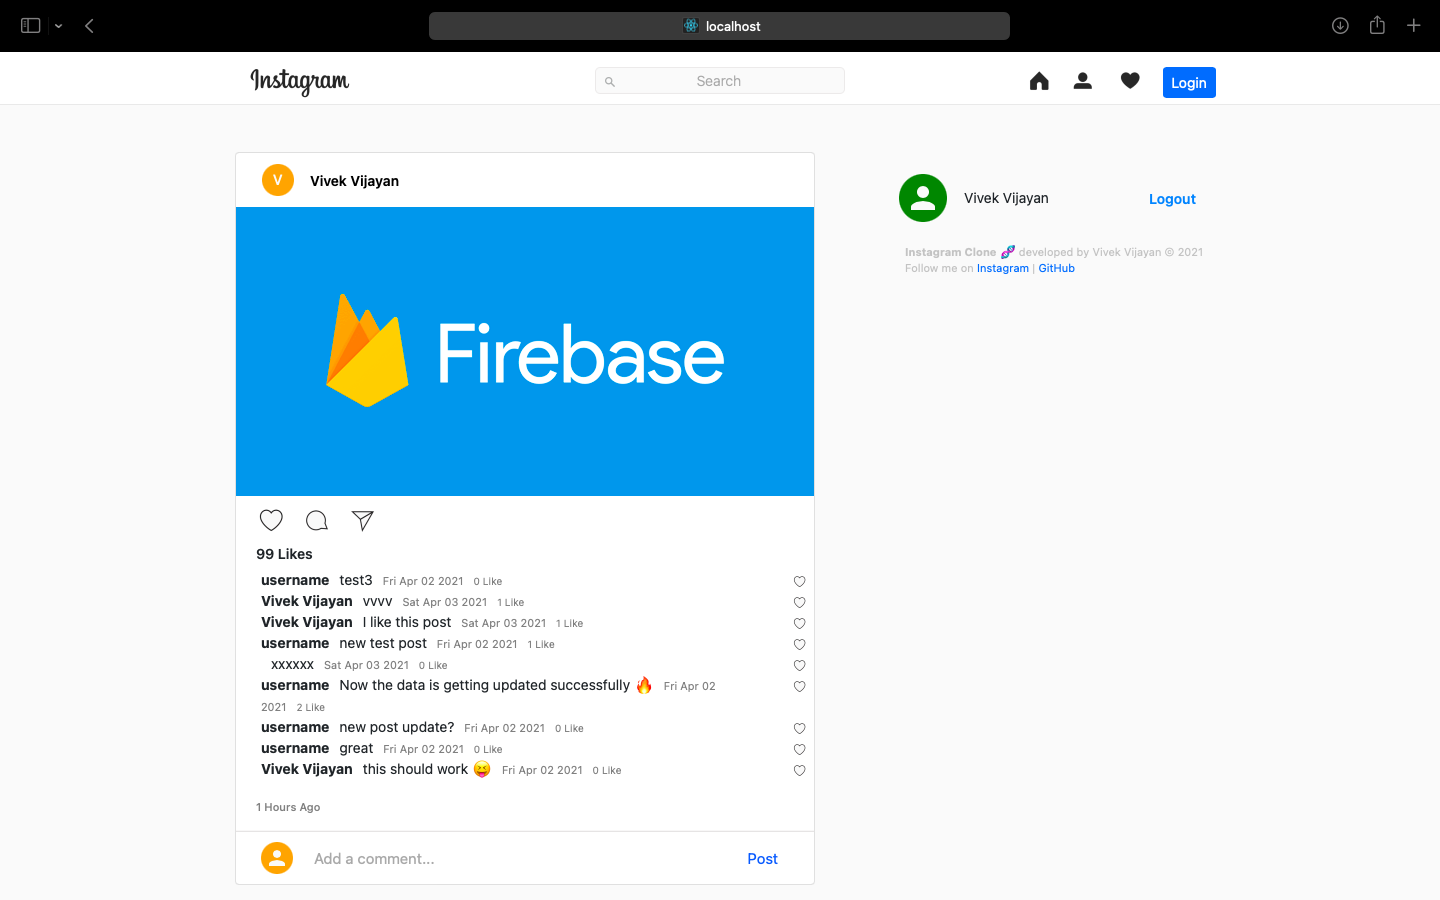 localhost
Instagram
Search
Login
V
Vivek Vijayan
Firebase
99 Likes
username test3 Fri Apr 02 2021 0 Like
Vivek Vijayan vvvv Sat Apr 03 2021 1 Like
Vivek Vijayan I like this post Sat Apr 03 2021 1 Like
username new test post Fri Apr 02 2021 1 Like
xxxxxx Sat Apr 03 2021 0 Like
username Now the data is getting updated successfully 🔥 Fri Apr 02
2021 2 Like
username new post update? Fri Apr 02 2021 0 Like
username great Fri Apr 02 2021 0 Like
Vivek Vijayan this should work 😝 Fri Apr 02 2021 0 Like
1 Hours Ago
Add a comment...
Post
Vivek Vijayan
Logout
Instagram Clone 🧬 developed by Vivek Vijayan © 2021
Follow me on Instagram | GitHub